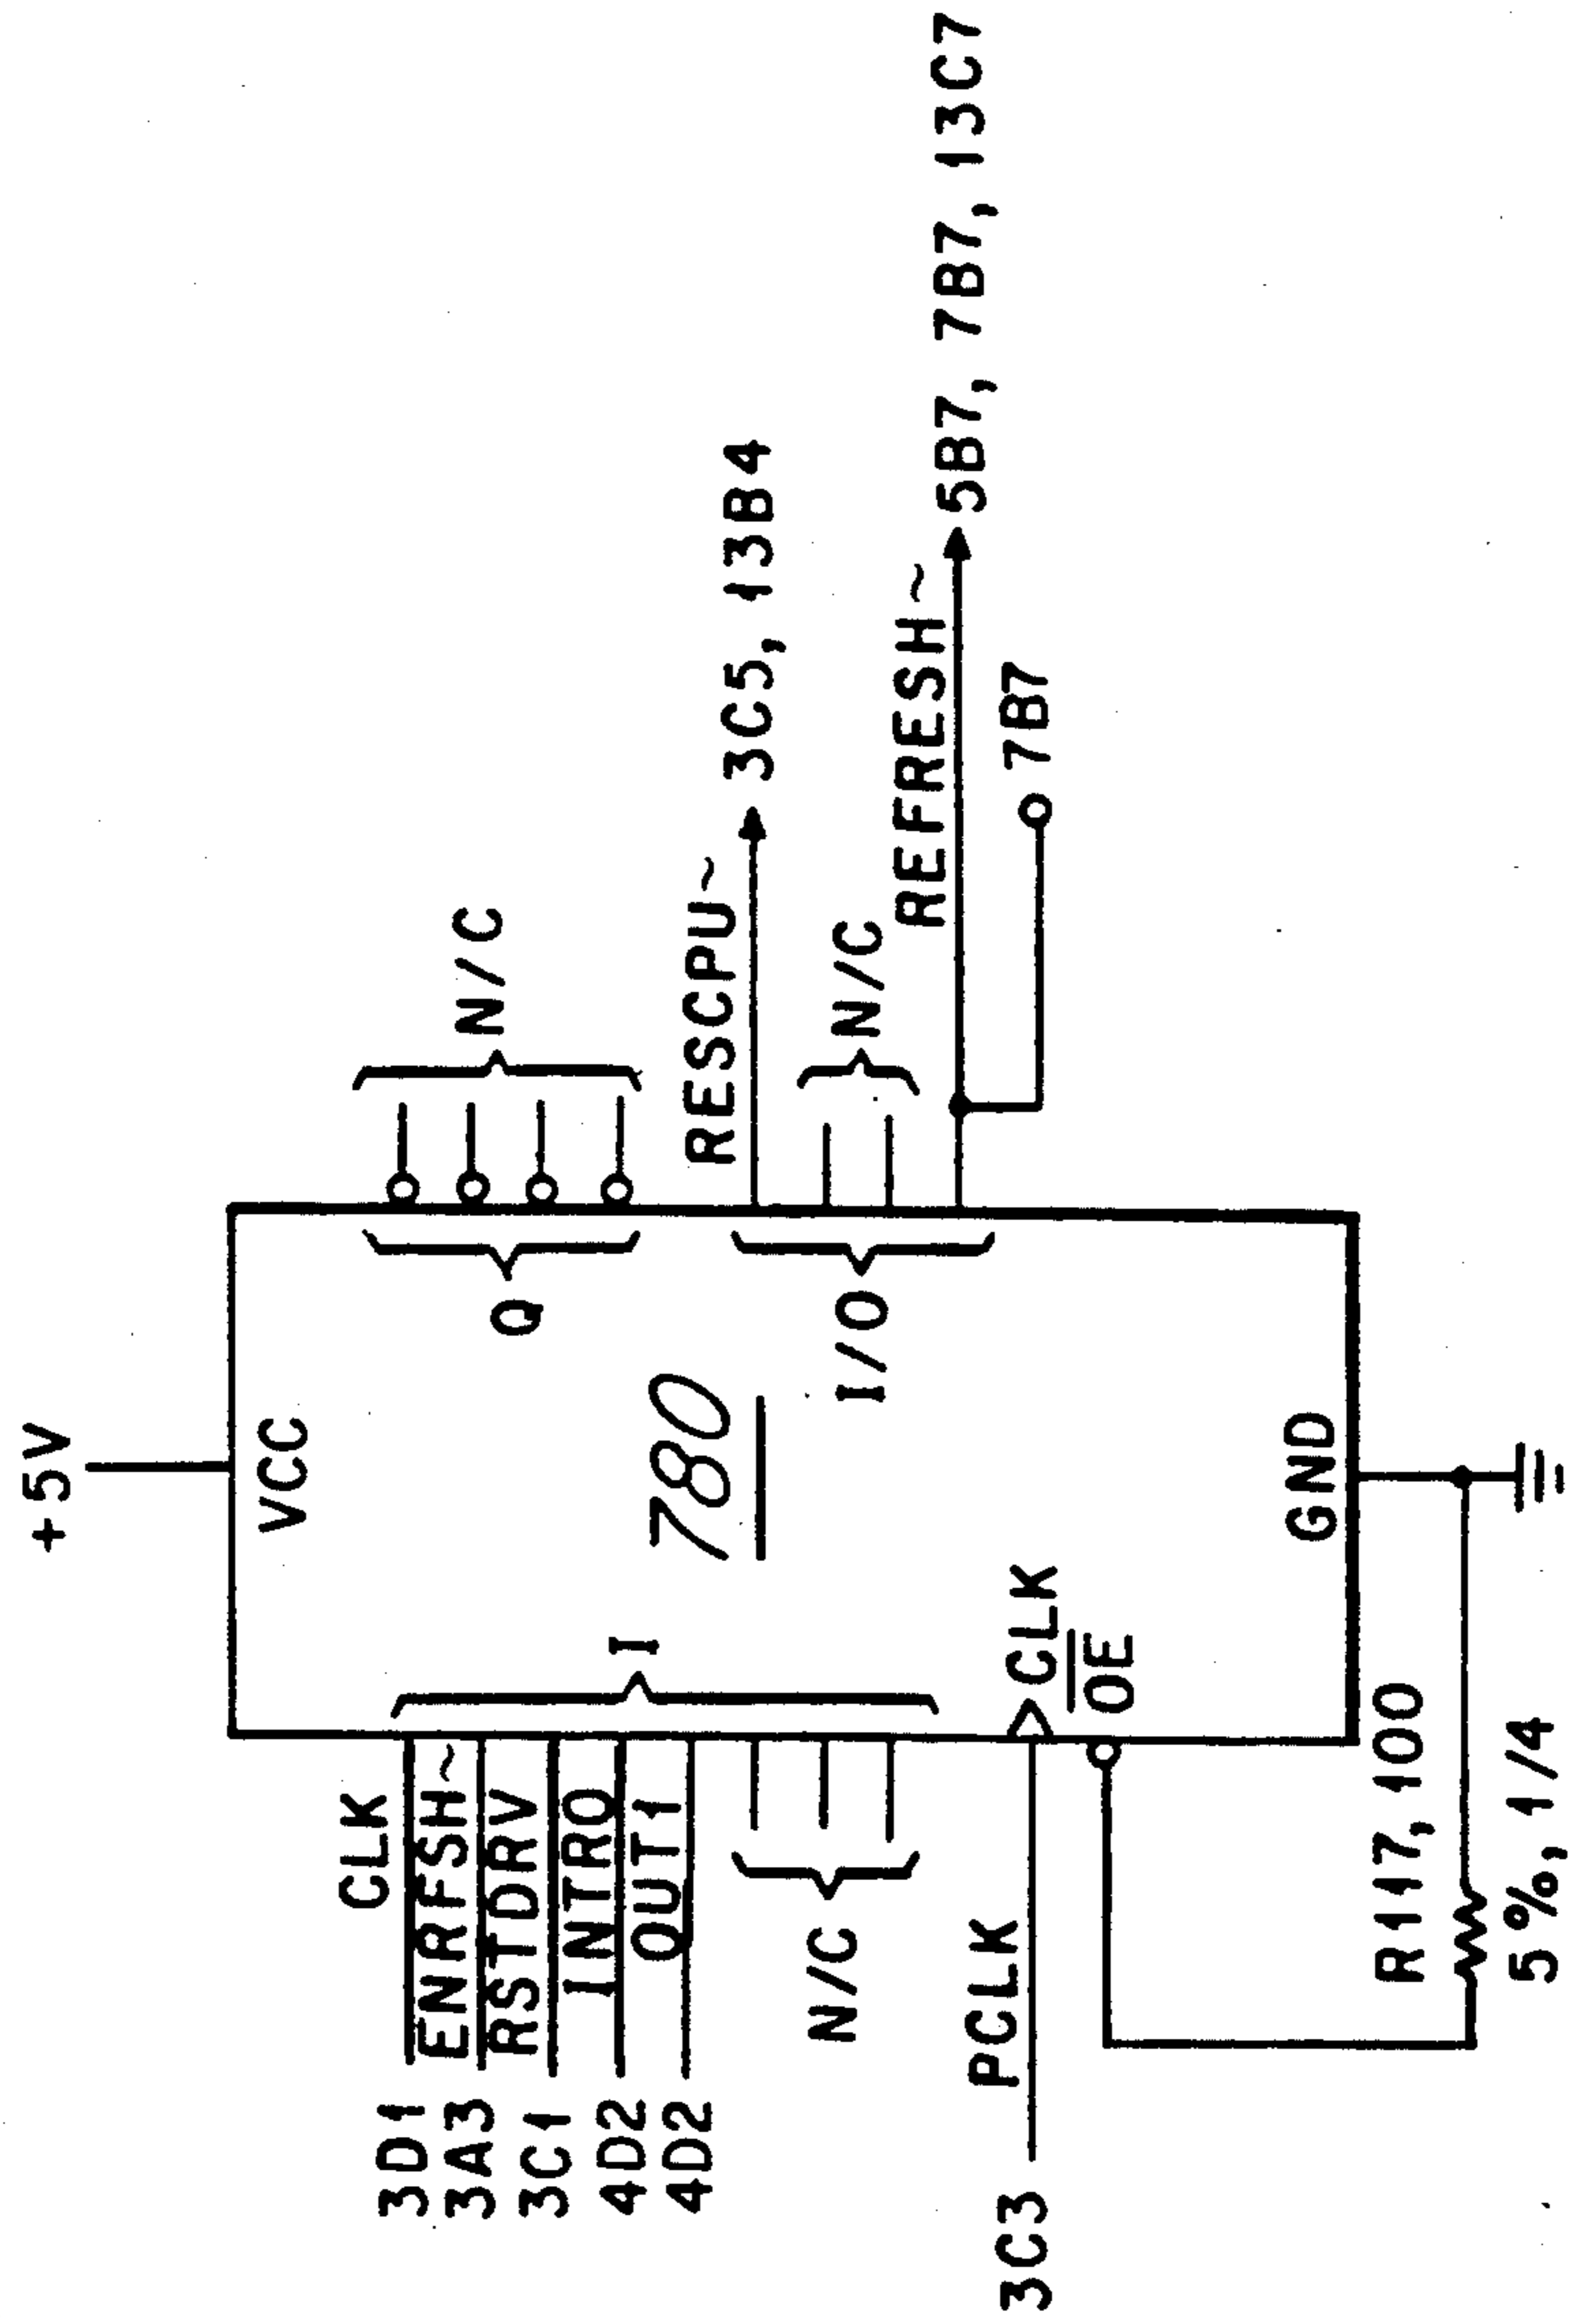 +5V
VCC
3D1 CLK
3A3 ENRFSH~
3C1 RSTDRV
4D2 INTRQ
4D2 OUT1
N/C
3C3 PCLK
I
CLK
OE
780
Q
I/O
GND
N/C
RESCPU~ 3C5, 13B4
N/C
REFRESH~ 5B7, 7B7, 13C7
7B7
R117, 100
5%, 1/4